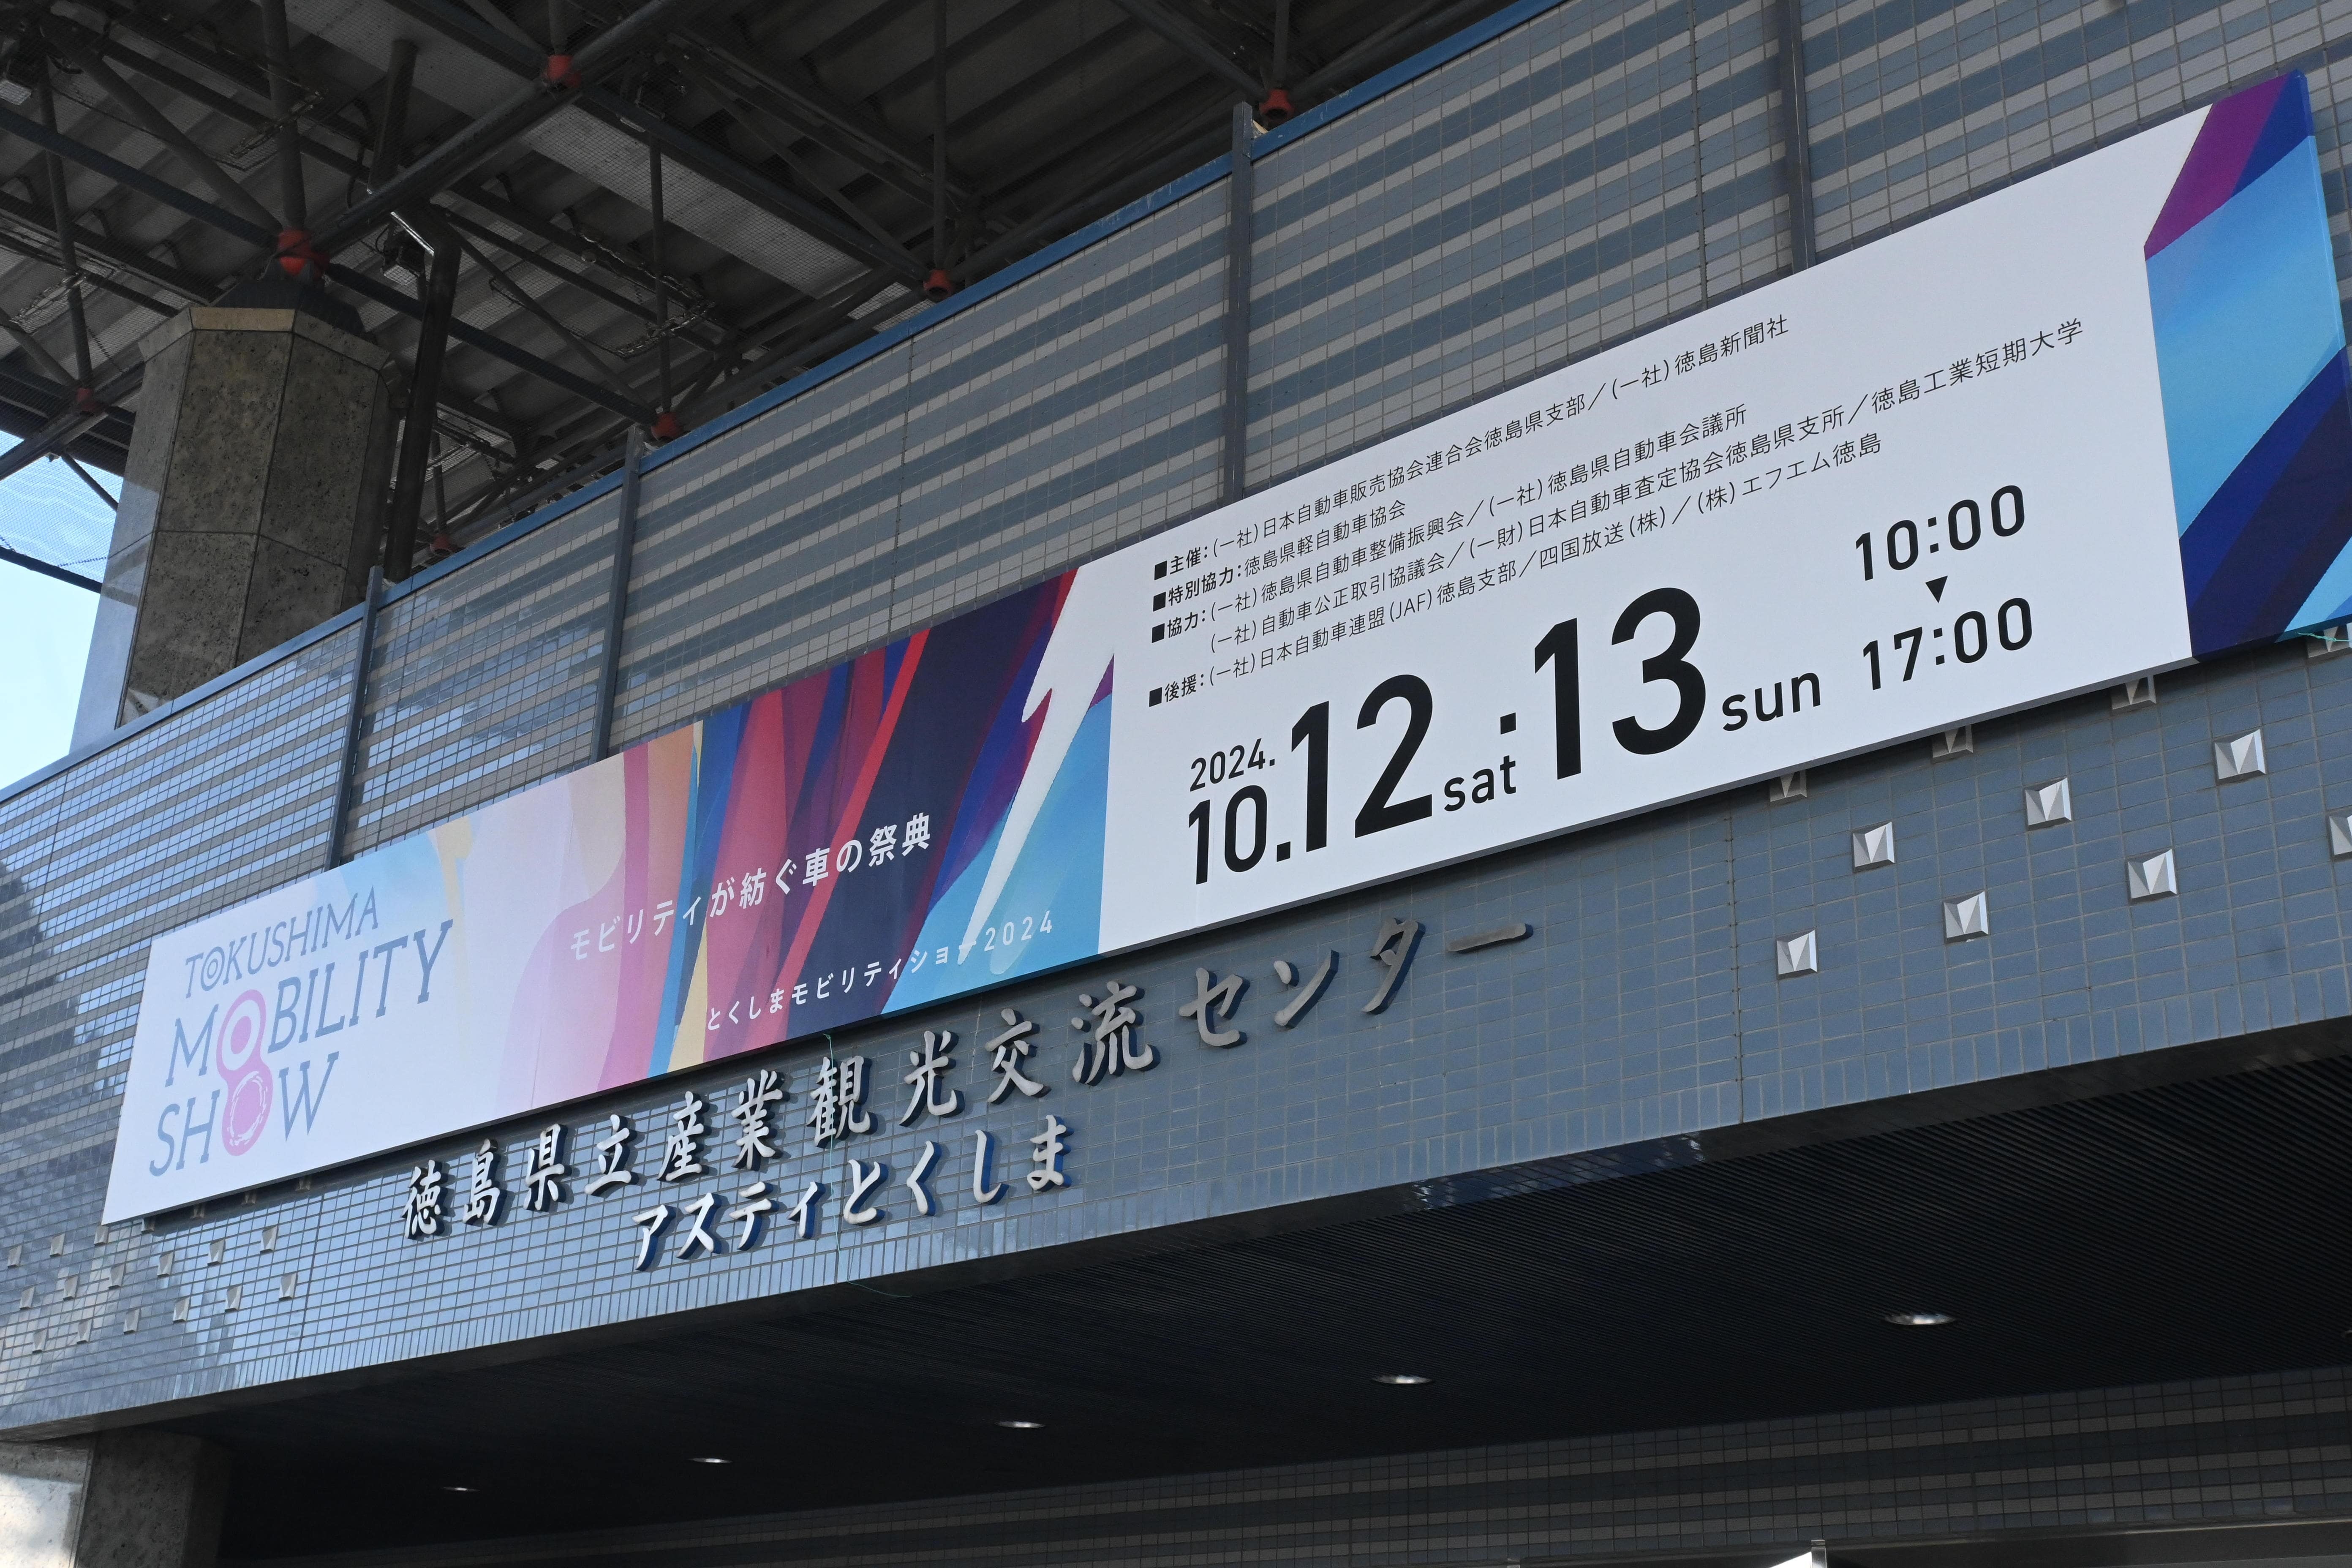 TOKUSHIMA
MOBILITY
SHOW
モビリティが紡ぐ車の祭典
とくしまモビリティショー2024
■主催：(一社)日本自動車販売協会連合会徳島県支部／(一社)徳島新聞社
■特別協力：徳島県軽自動車協会
■協力：(一社)徳島県自動車整備振興会／(一社)徳島県自動車会議所
(一社)自動車公正取引協議会／(一財)日本自動車査定協会徳島県支所／徳島工業短期大学
■後援：(一社)日本自動車連盟(JAF)徳島支部／四国放送(株)／(株)エフエム徳島
2024.
10.12sat・13sun
10:00
▼
17:00
徳島県立産業観光交流センター
アスティとくしま